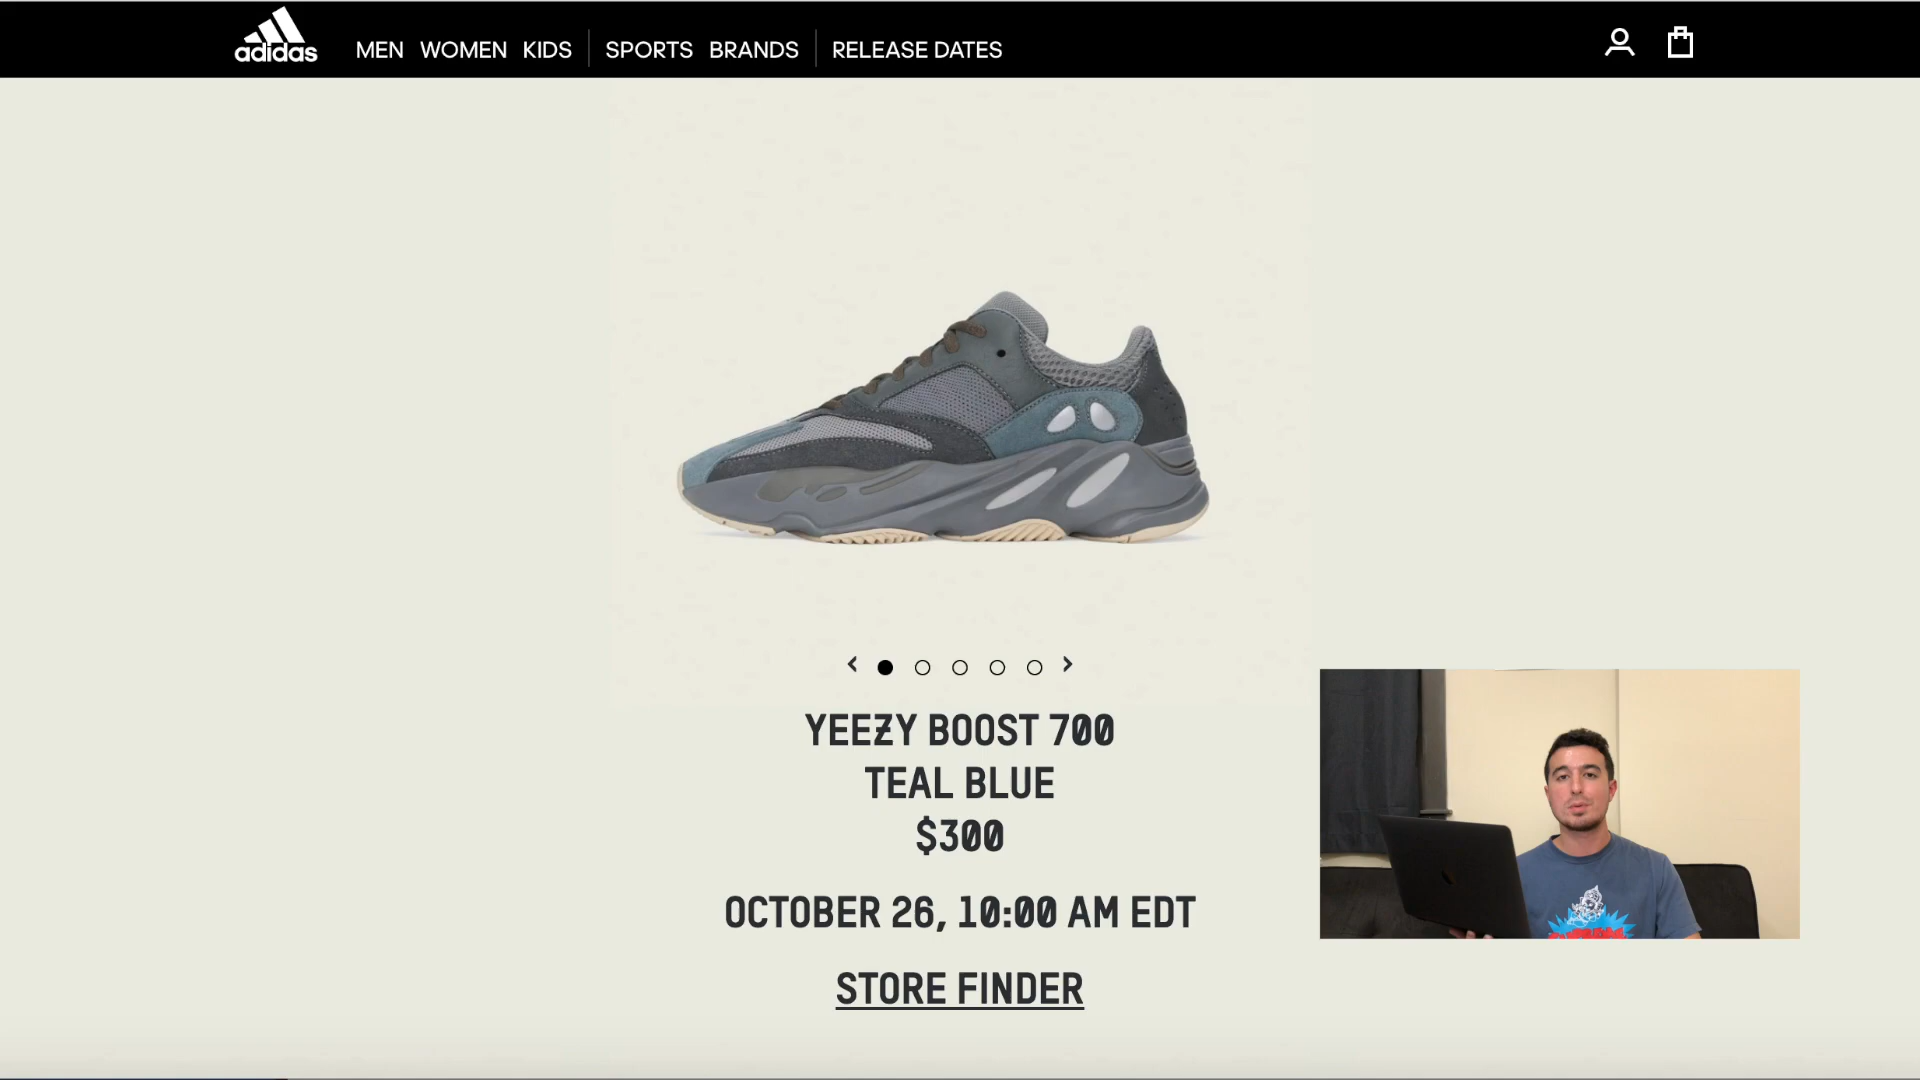 adidas
MEN WOMEN KIDS SPORTS BRANDS RELEASE DATES
YEEZY BOOST 700
TEAL BLUE
$300
OCTOBER 26, 10:00 AM EDT
STORE FINDER